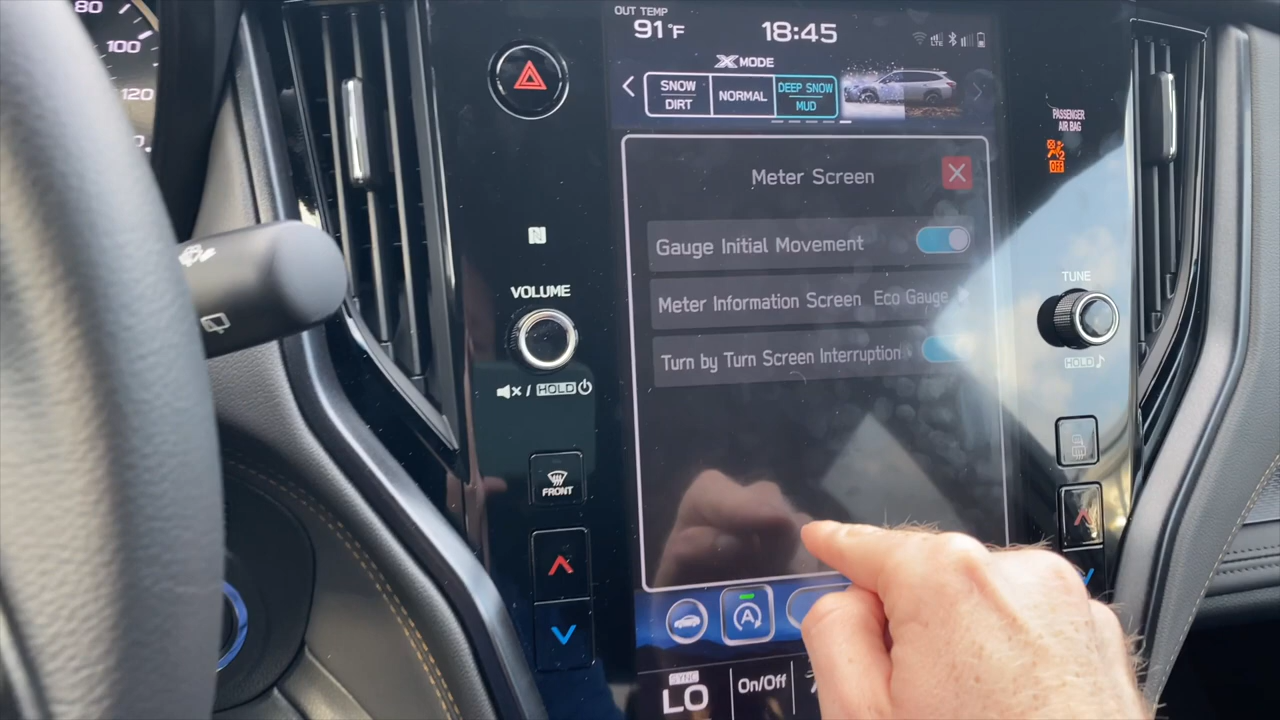 80
100
120
OUT TEMP
91°F
18:45
LTE
X MODE
SNOW
DIRT
NORMAL
DEEP SNOW
MUD
PASSENGER
AIR BAG
OFF
Meter Screen
Gauge Initial Movement
Meter Information Screen Eco Gauge
Turn by Turn Screen Interruption
VOLUME
HOLD
TUNE
HOLD
FRONT
A
SYNC
LO
On/Off